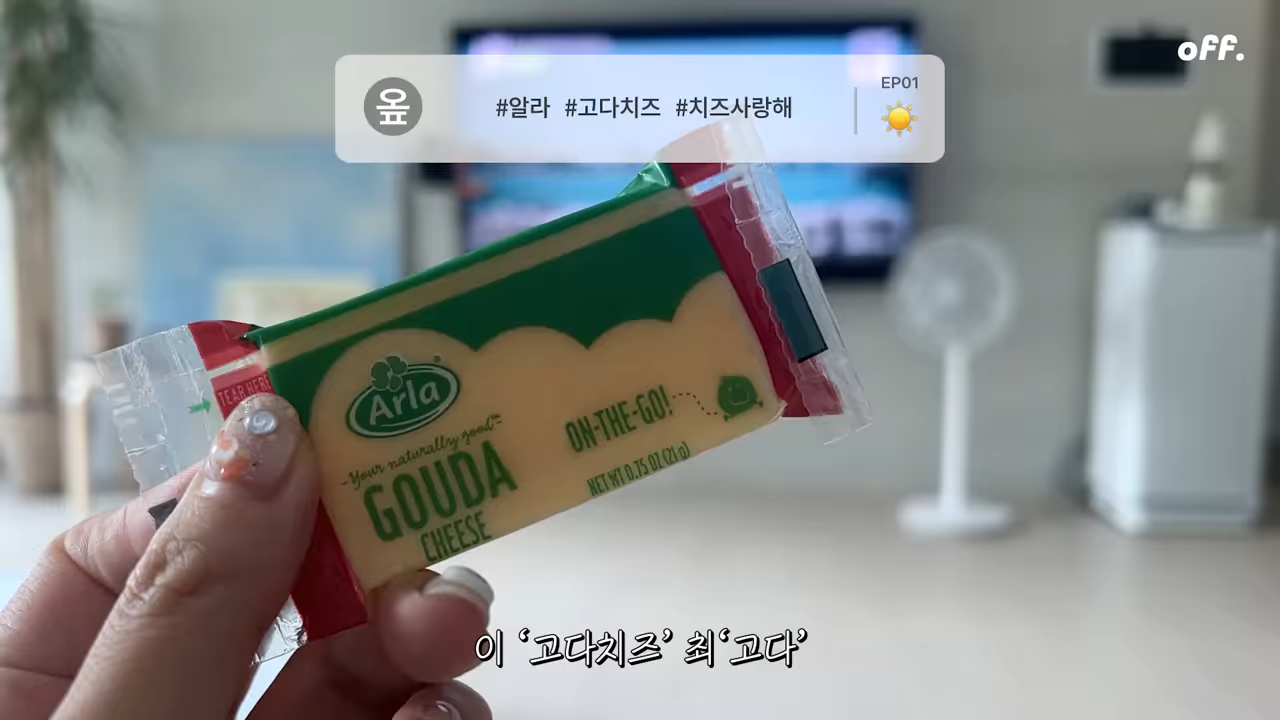 off.
옾
#알라 #고다치즈 #치즈사랑해
EP01
TEAR HERE
Arla
Your naturally good
GOUDA
CHEESE
ON-THE-GO!
NET WT 0.75 OZ (21g)
이 ‘고다치즈’ 최‘고다’